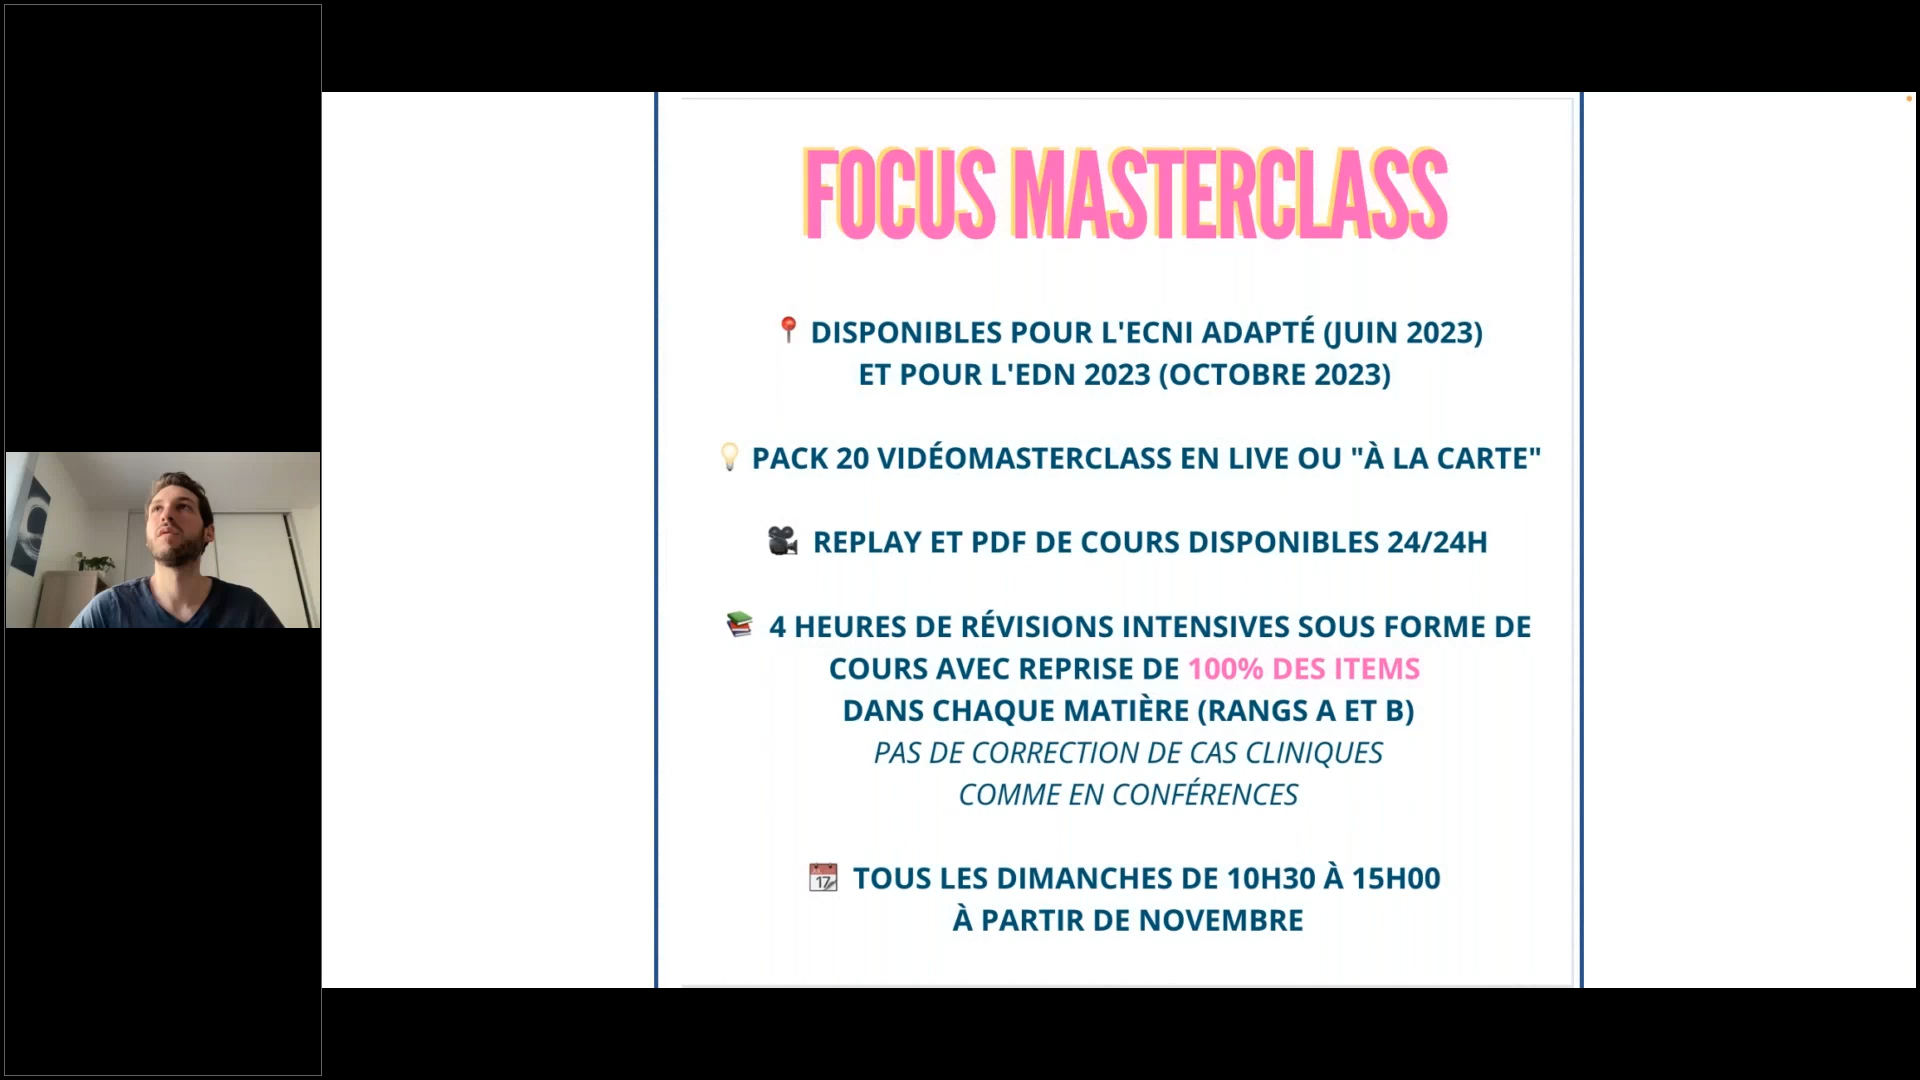 FOCUS MASTERCLASS
DISPONIBLES POUR L'ECNI ADAPTÉ (JUIN 2023)
ET POUR L'EDN 2023 (OCTOBRE 2023)
PACK 20 VIDÉOMASTERCLASS EN LIVE OU "À LA CARTE"
REPLAY ET PDF DE COURS DISPONIBLES 24/24H
4 HEURES DE RÉVISIONS INTENSIVES SOUS FORME DE
COURS AVEC REPRISE DE 100% DES ITEMS
DANS CHAQUE MATIÈRE (RANGS A ET B)
PAS DE CORRECTION DE CAS CLINIQUES
COMME EN CONFÉRENCES
TOUS LES DIMANCHES DE 10H30 À 15H00
À PARTIR DE NOVEMBRE